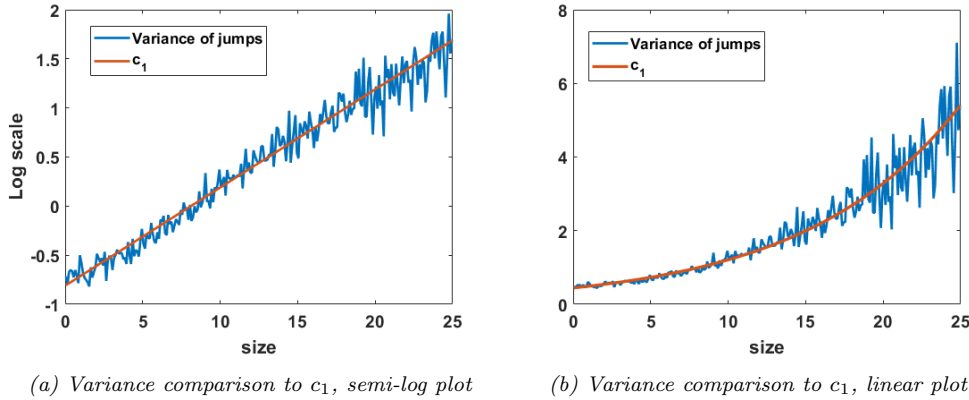 2
1.5
1
0.5
0
-0.5
-1
Log scale
Variance of jumps
c1
0 5 10 15 20 25
size
(a) Variance comparison to c1, semi-log plot
8
6
4
2
0
Variance of jumps
c1
0 5 10 15 20 25
size
(b) Variance comparison to c1, linear plot